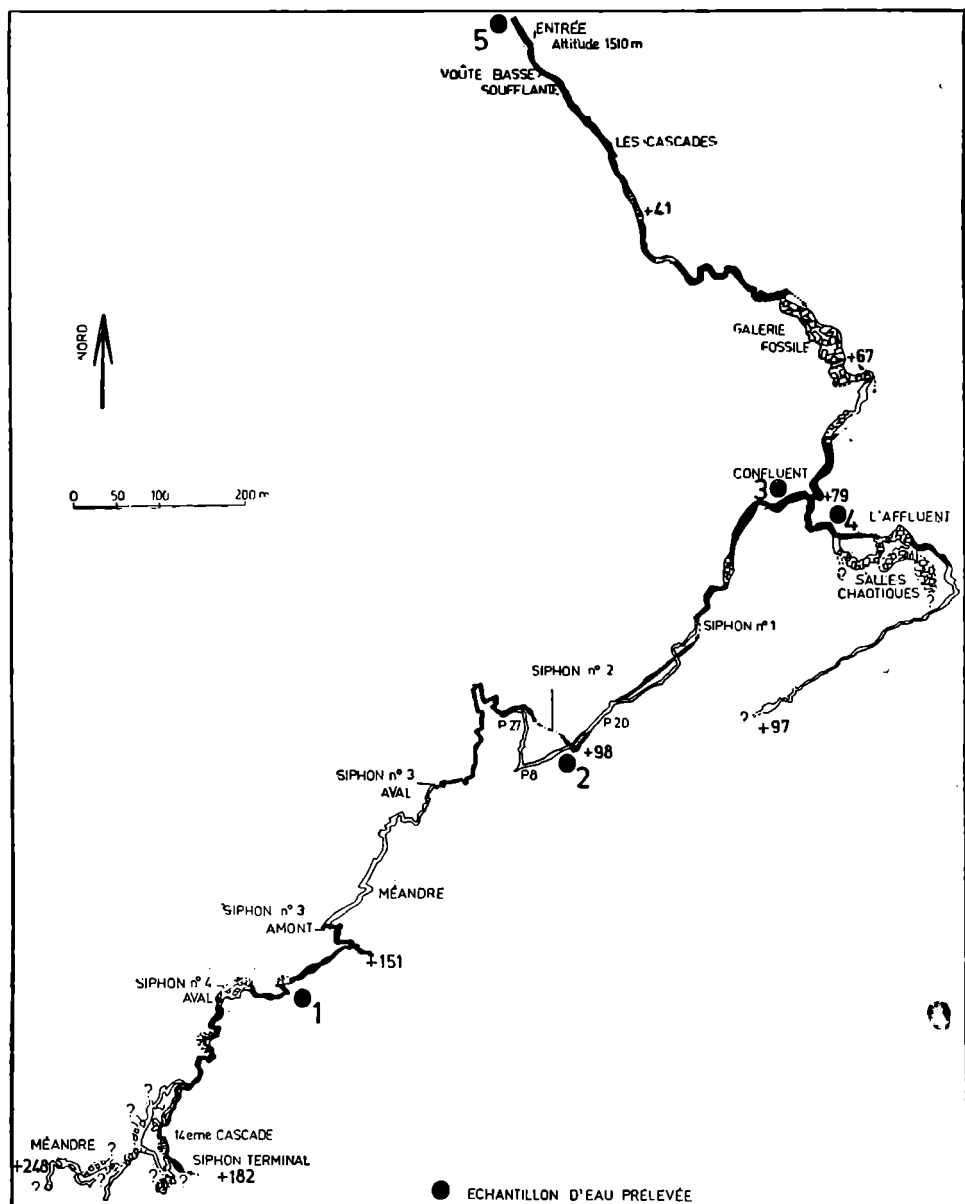 5
ENTRÉE
Altitude 1510 m
VOÛTE BASSE
SOUFFLANTE
LES CASCADES
+41
NORD
GALERIE
FOSSILE
+67
0 50 100 200 m
CONFLUENT
3
+79
4
L'AFFLUENT
?
SALLES
CHAOTIQUES
?
SIPHON n° 1
SIPHON n° 2
P 27
P 20
?
+97
+98
P8
2
SIPHON n° 3
AVAL
MÉANDRE
SIPHON n° 3
AMONT
+151
SIPHON n° 4
AVAL
1
?
?
?
?
?
14eme CASCADE
MÉANDRE
?
+248
SIPHON TERMINAL
+182
?
?
?
ECHANTILLON D'EAU PRÉLEVÉE